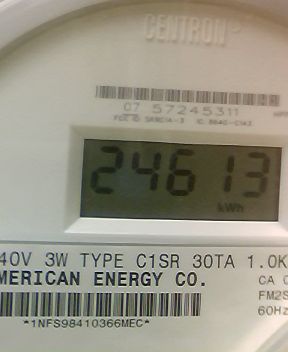 CENTRON
07 57245311
24613
kWh
40V 3W TYPE C1SR 30TA 1.0K
MERICAN ENERGY CO.
CA
FM2S
60Hz
*1NFS98410366MEC*